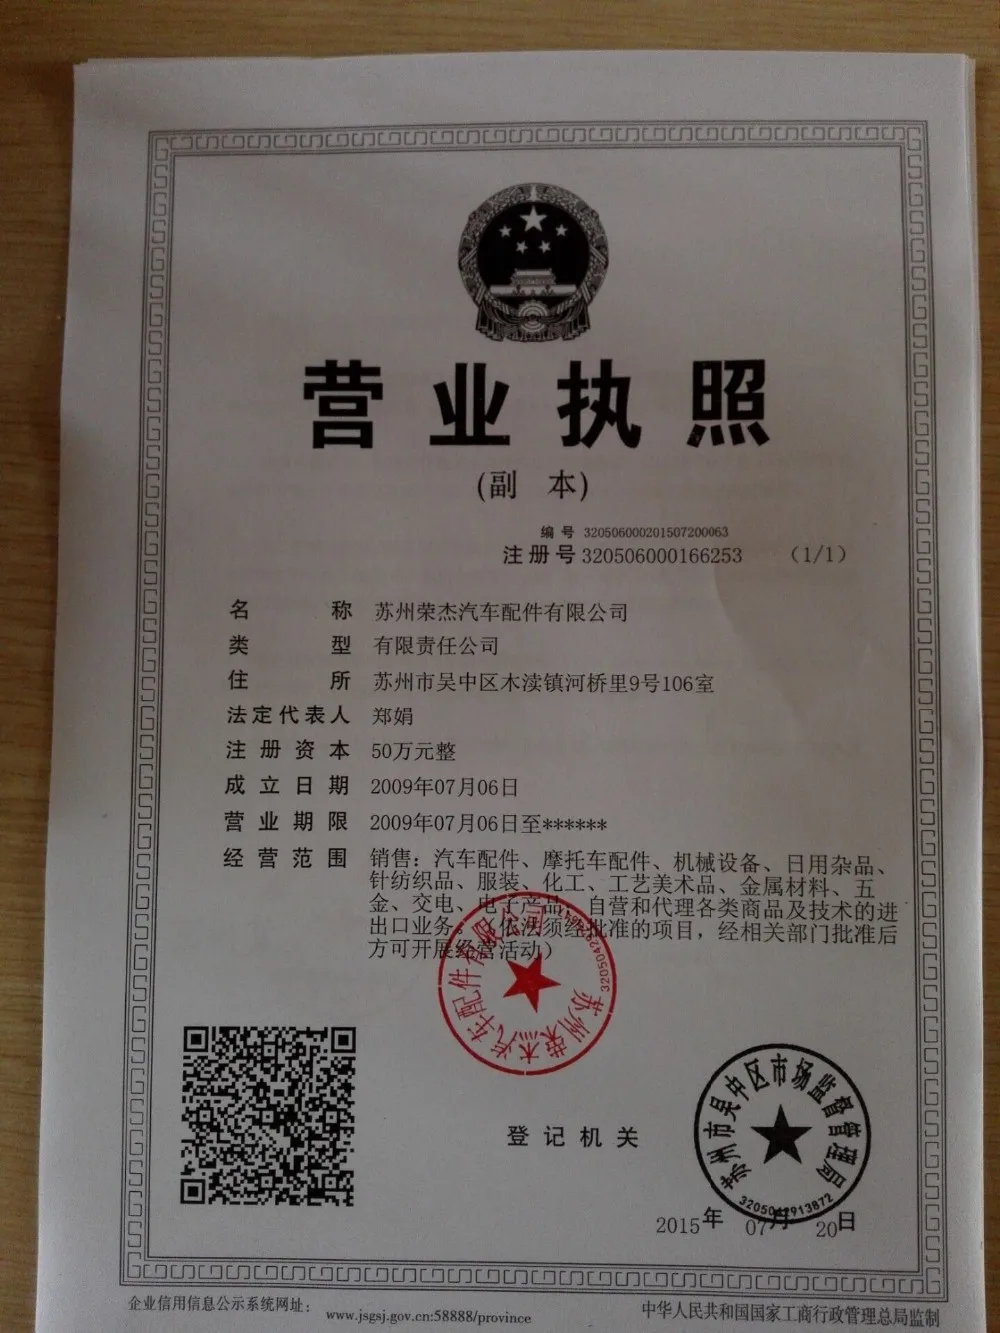 营业执照
(副 本)
编号 320506000201507200063
注册号 320506000166253 （1/1）
名 称 苏州荣杰汽车配件有限公司
类 型 有限责任公司
住 所 苏州市吴中区木渎镇河桥里9号106室
法定代表人 郑娟
注册资本 50万元整
成立日期 2009年07月06日
营业期限 2009年07月06日至******
经营范围 销售：汽车配件、摩托车配件、机械设备、日用杂品、
针纺织品、服装、化工、工艺美术品、金属材料、五
金、交电、电子产品。自营和代理各类商品及技术的进
出口业务。（依法须经批准的项目，经相关部门批准后
方可开展经营活动）
苏州荣杰汽车配件有限公司
登记机关
苏州市吴中区市场监督管理局
3205042913872
2015年 07月 20日
企业信用信息公示系统网址： www.jsgsj.gov.cn:58888/province
中华人民共和国国家工商行政管理总局监制